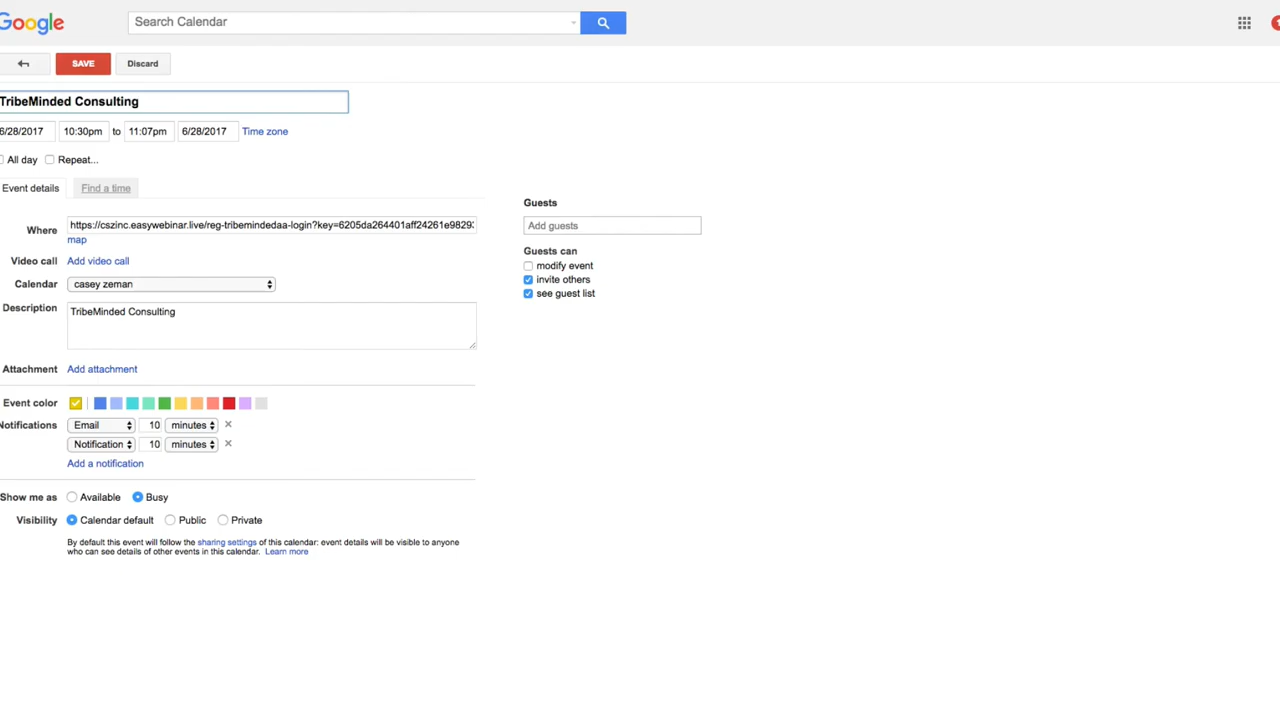 Google Search Calendar
SAVE Discard
TribeMinded Consulting
6/28/2017 10:30pm to 11:07pm 6/28/2017 Time zone
All day Repeat...
Event details Find a time
Guests
Where https://cszinc.easywebinar.live/reg-tribemindedaa-login?key=6205da264401aff24261e9829 Add guests
map
Guests can
Video call Add video call modify event
invite others
Calendar casey zeman see guest list
Description TribeMinded Consulting
Attachment Add attachment
Event color
Notifications Email 10 minutes ×
Notification 10 minutes ×
Add a notification
Show me as Available Busy
Visibility Calendar default Public Private
By default this event will follow the sharing settings of this calendar: event details will be visible to anyone
who can see details of other events in this calendar. Learn more